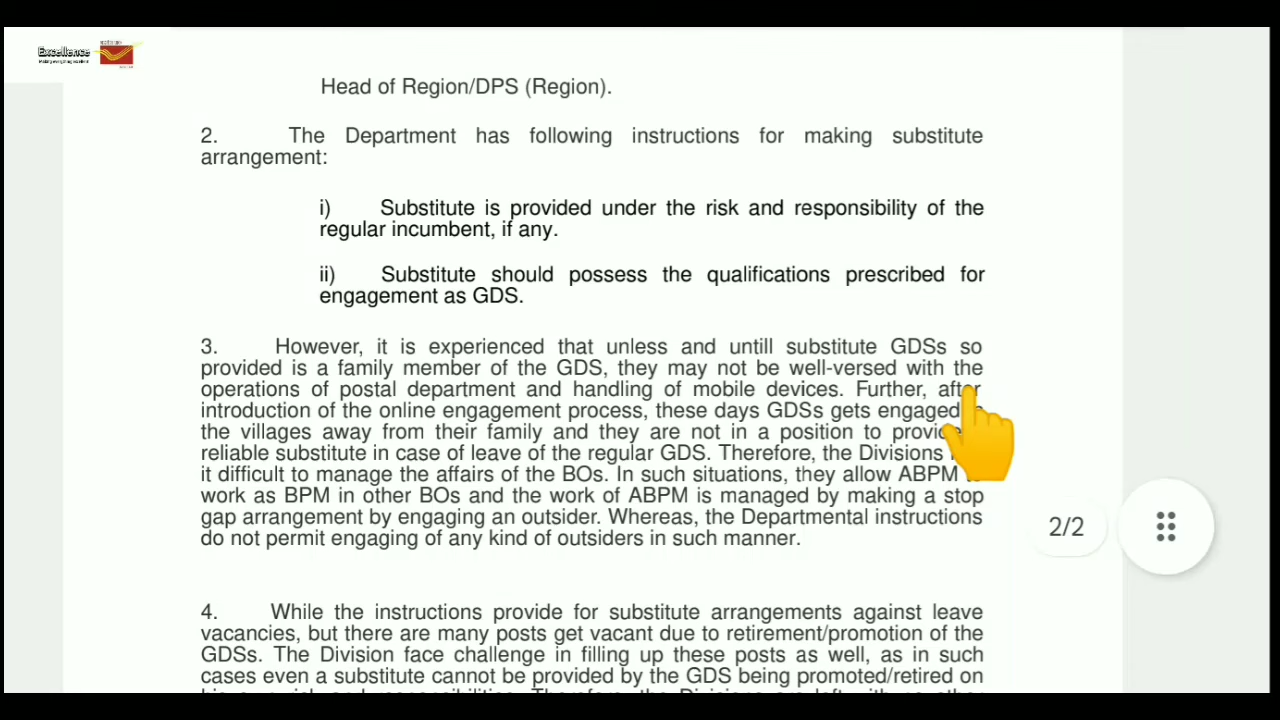 Excellence
Head of Region/DPS (Region).
2. The Department has following instructions for making substitute
arrangement:
i) Substitute is provided under the risk and responsibility of the
regular incumbent, if any.
ii) Substitute should possess the qualifications prescribed for
engagement as GDS.
3. However, it is experienced that unless and untill substitute GDSs so
provided is a family member of the GDS, they may not be well-versed with the
operations of postal department and handling of mobile devices. Further, after
introduction of the online engagement process, these days GDSs gets engaged
the villages away from their family and they are not in a position to
reliable substitute in case of leave of the regular GDS. Therefore, the Divisions
it difficult to manage the affairs of the BOs. In such situations, they allow ABPM
work as BPM in other BOs and the work of ABPM is managed by making a stop
gap arrangement by engaging an outsider. Whereas, the Departmental instructions
do not permit engaging of any kind of outsiders in such manner.
2/2
4. While the instructions provide for substitute arrangements against leave
vacancies, but there are many posts get vacant due to retirement/promotion of the
GDSs. The Division face challenge in filling up these posts as well, as in such
cases even a substitute cannot be provided by the GDS being promoted/retired on